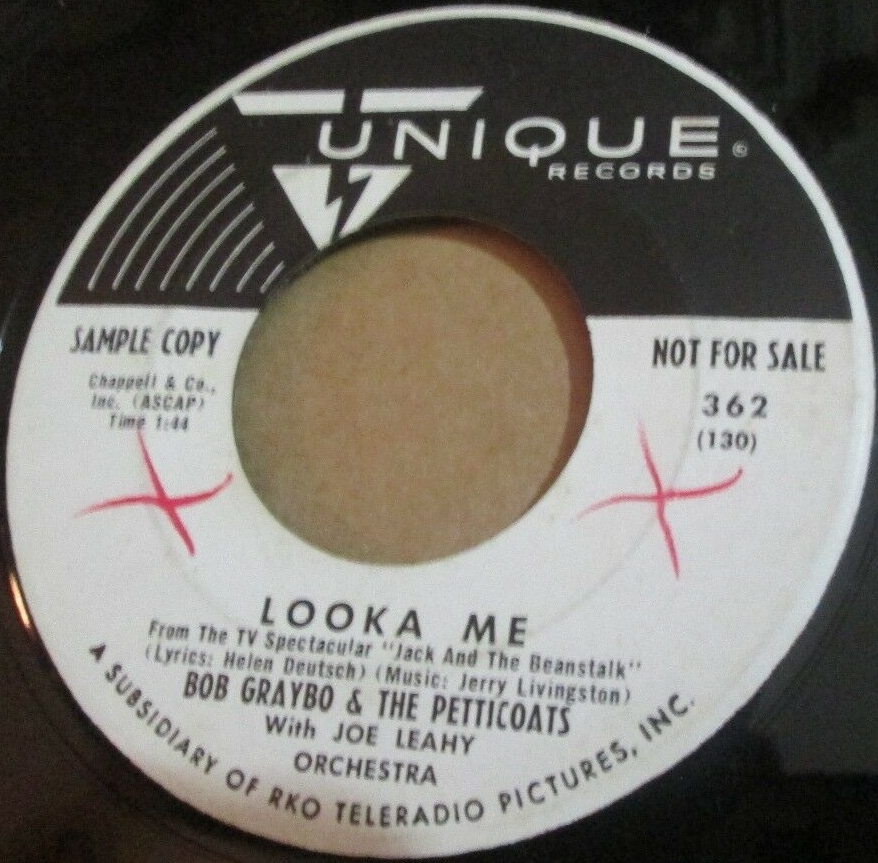 UNIQUE ©
RECORDS
SAMPLE COPY
NOT FOR SALE
Chappell & Co.,
Inc. (ASCAP)
Time 1:44
362
(130)
LOOKA ME
From The TV Spectacular "Jack And The Beanstalk"
(Lyrics: Helen Deutsch) (Music: Jerry Livingston)
BOB GRAYBO & THE PETTICOATS
With JOE LEAHY
ORCHESTRA
A SUBSIDIARY OF RKO TELERADIO PICTURES, INC.